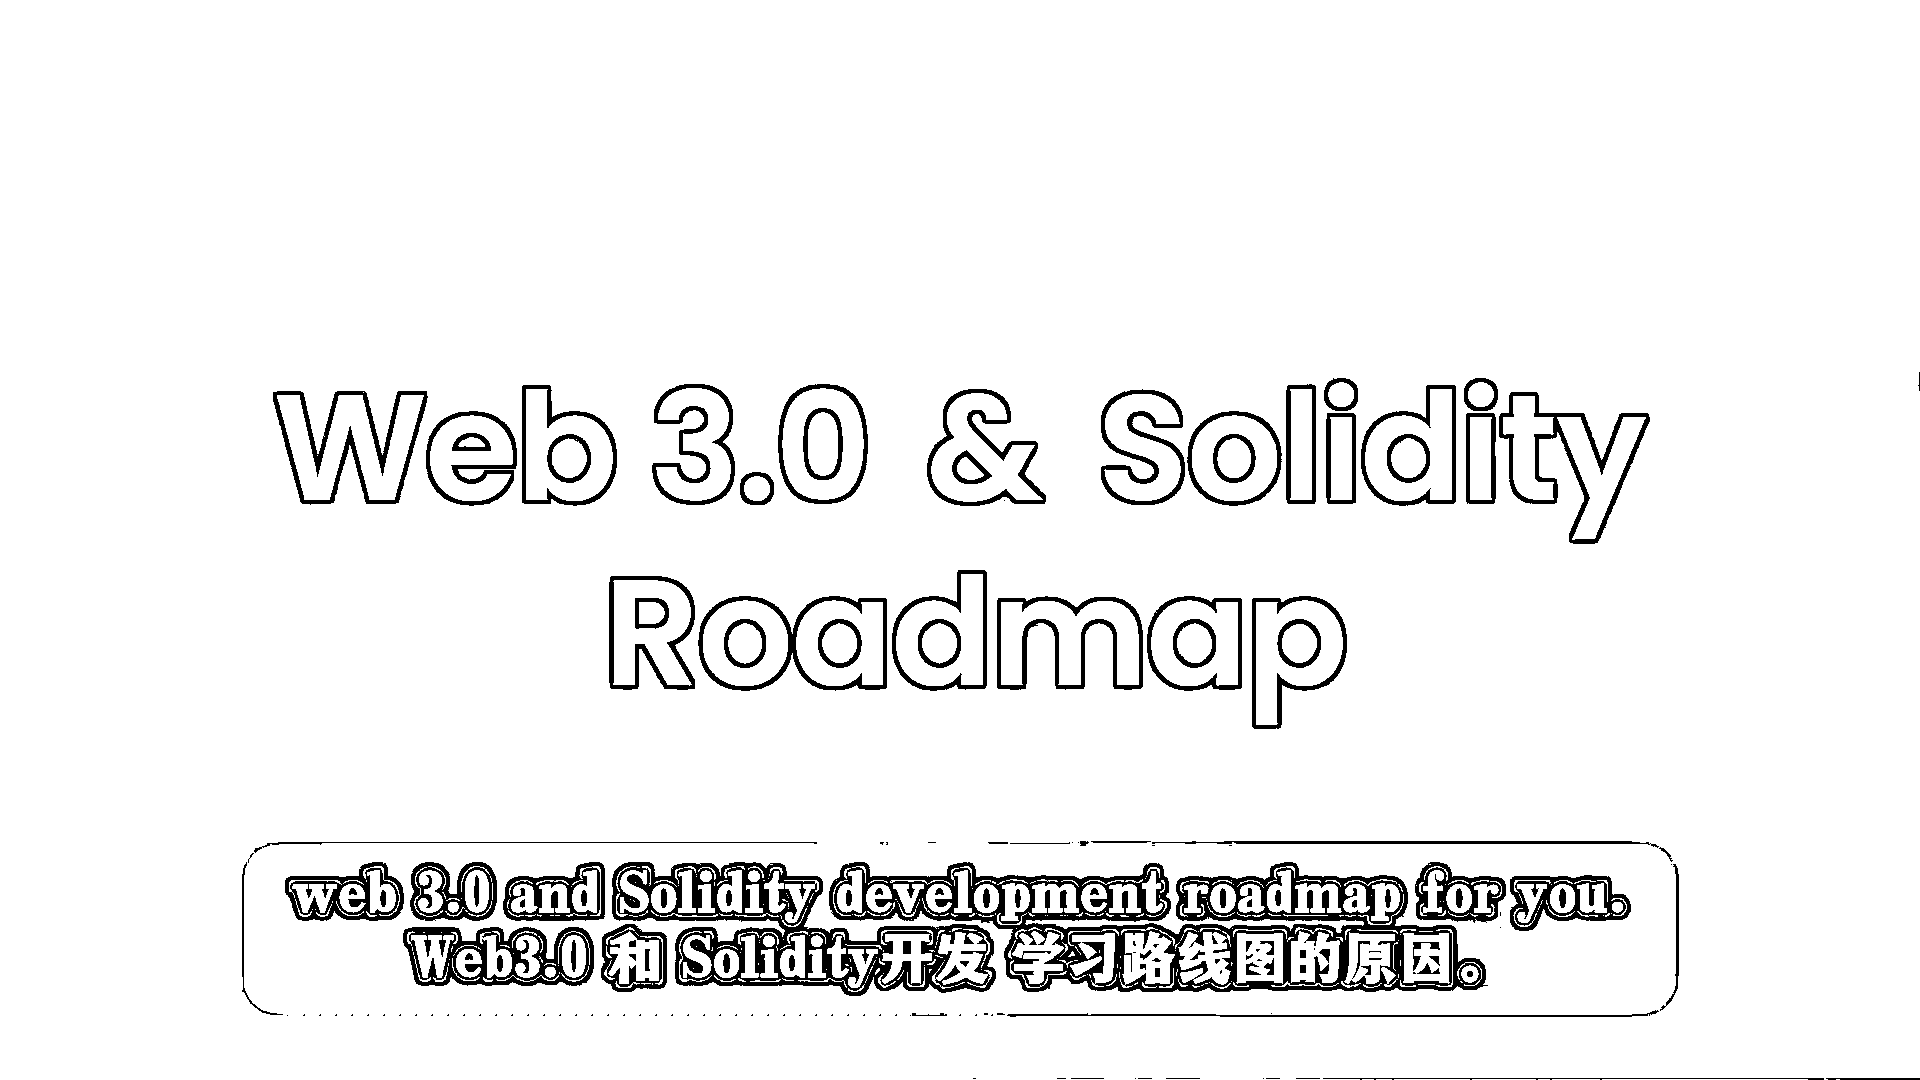 Web 3.0 & Solidity
Roadmap
web 3.0 and Solidity development roadmap for you.
Web3.0 和 Solidity开发 学习路线图的原因。